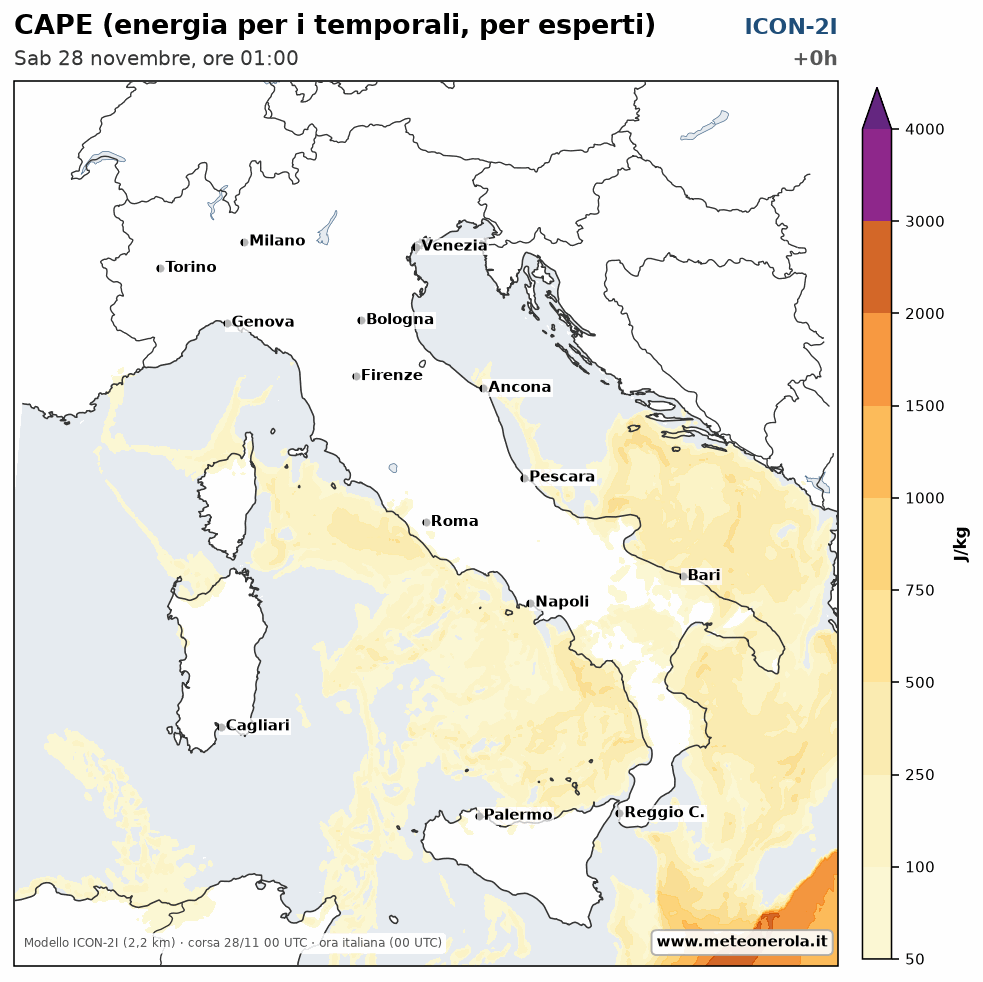 CAPE (energia per i temporali, per esperti)
ICON-2I
Sab 28 novembre, ore 01:00
+0h
4000
3000
2000
1500
1000
750
500
250
100
50
J/kg
Milano
Venezia
Torino
Genova
Bologna
Firenze
Ancona
Pescara
Roma
Bari
Napoli
Cagliari
Palermo
Reggio C.
Modello ICON-2I (2,2 km) · corsa 28/11 00 UTC · ora italiana (00 UTC)
www.meteonerola.it